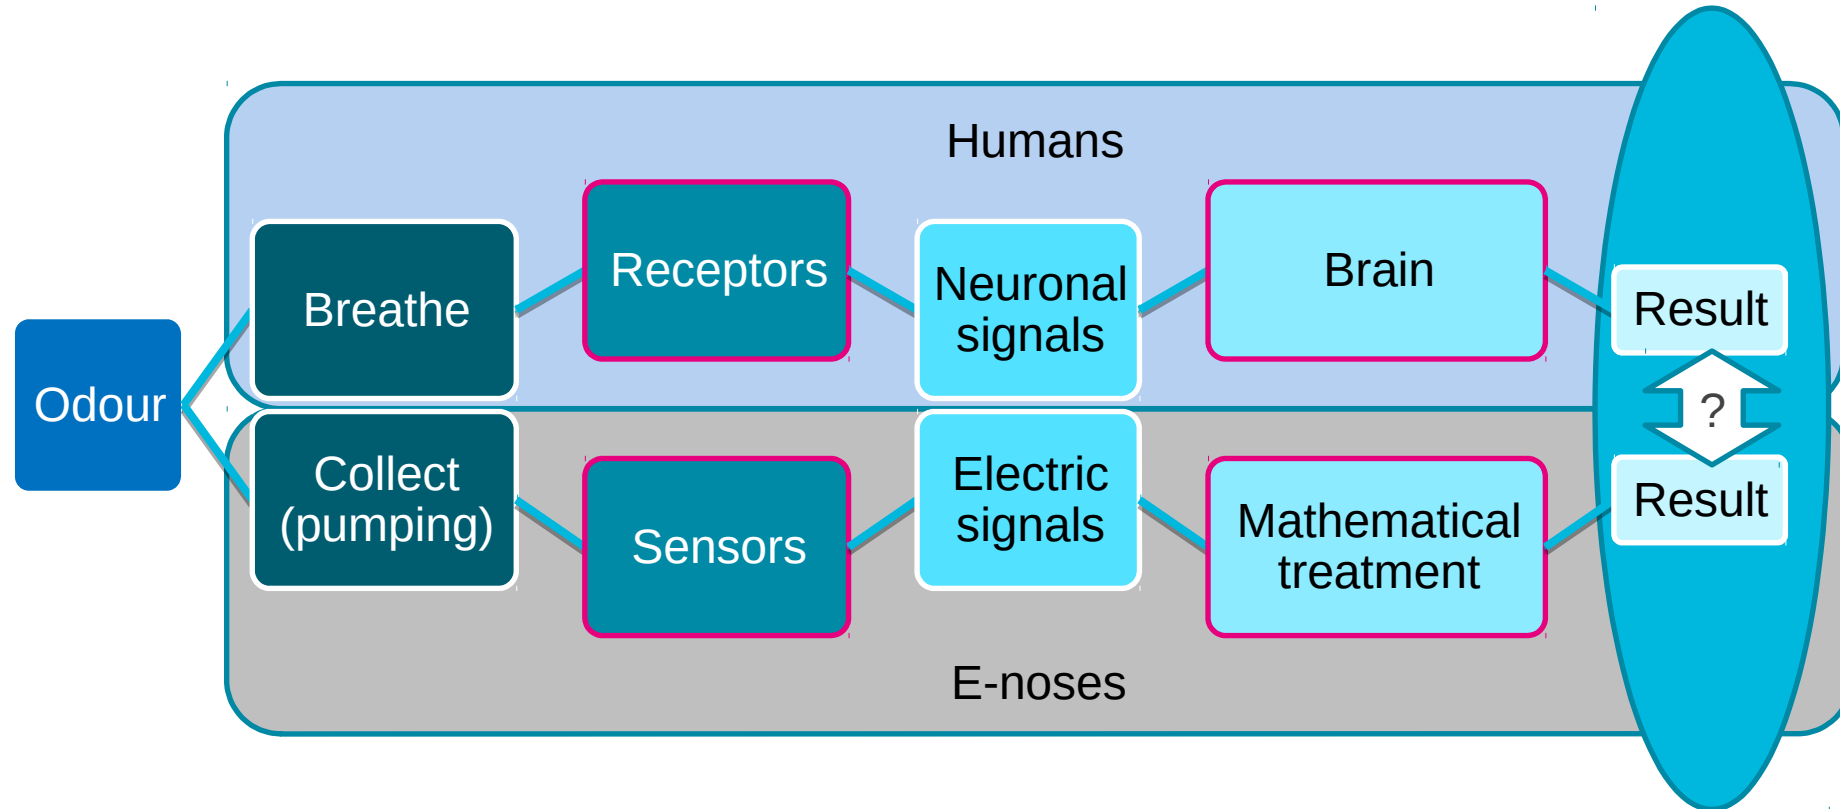 Humans
Odour
Breathe
Receptors
Neuronal
signals
Brain
Result
?
Collect
(pumping)
Sensors
Electric
signals
Mathematical
treatment
Result
E-noses